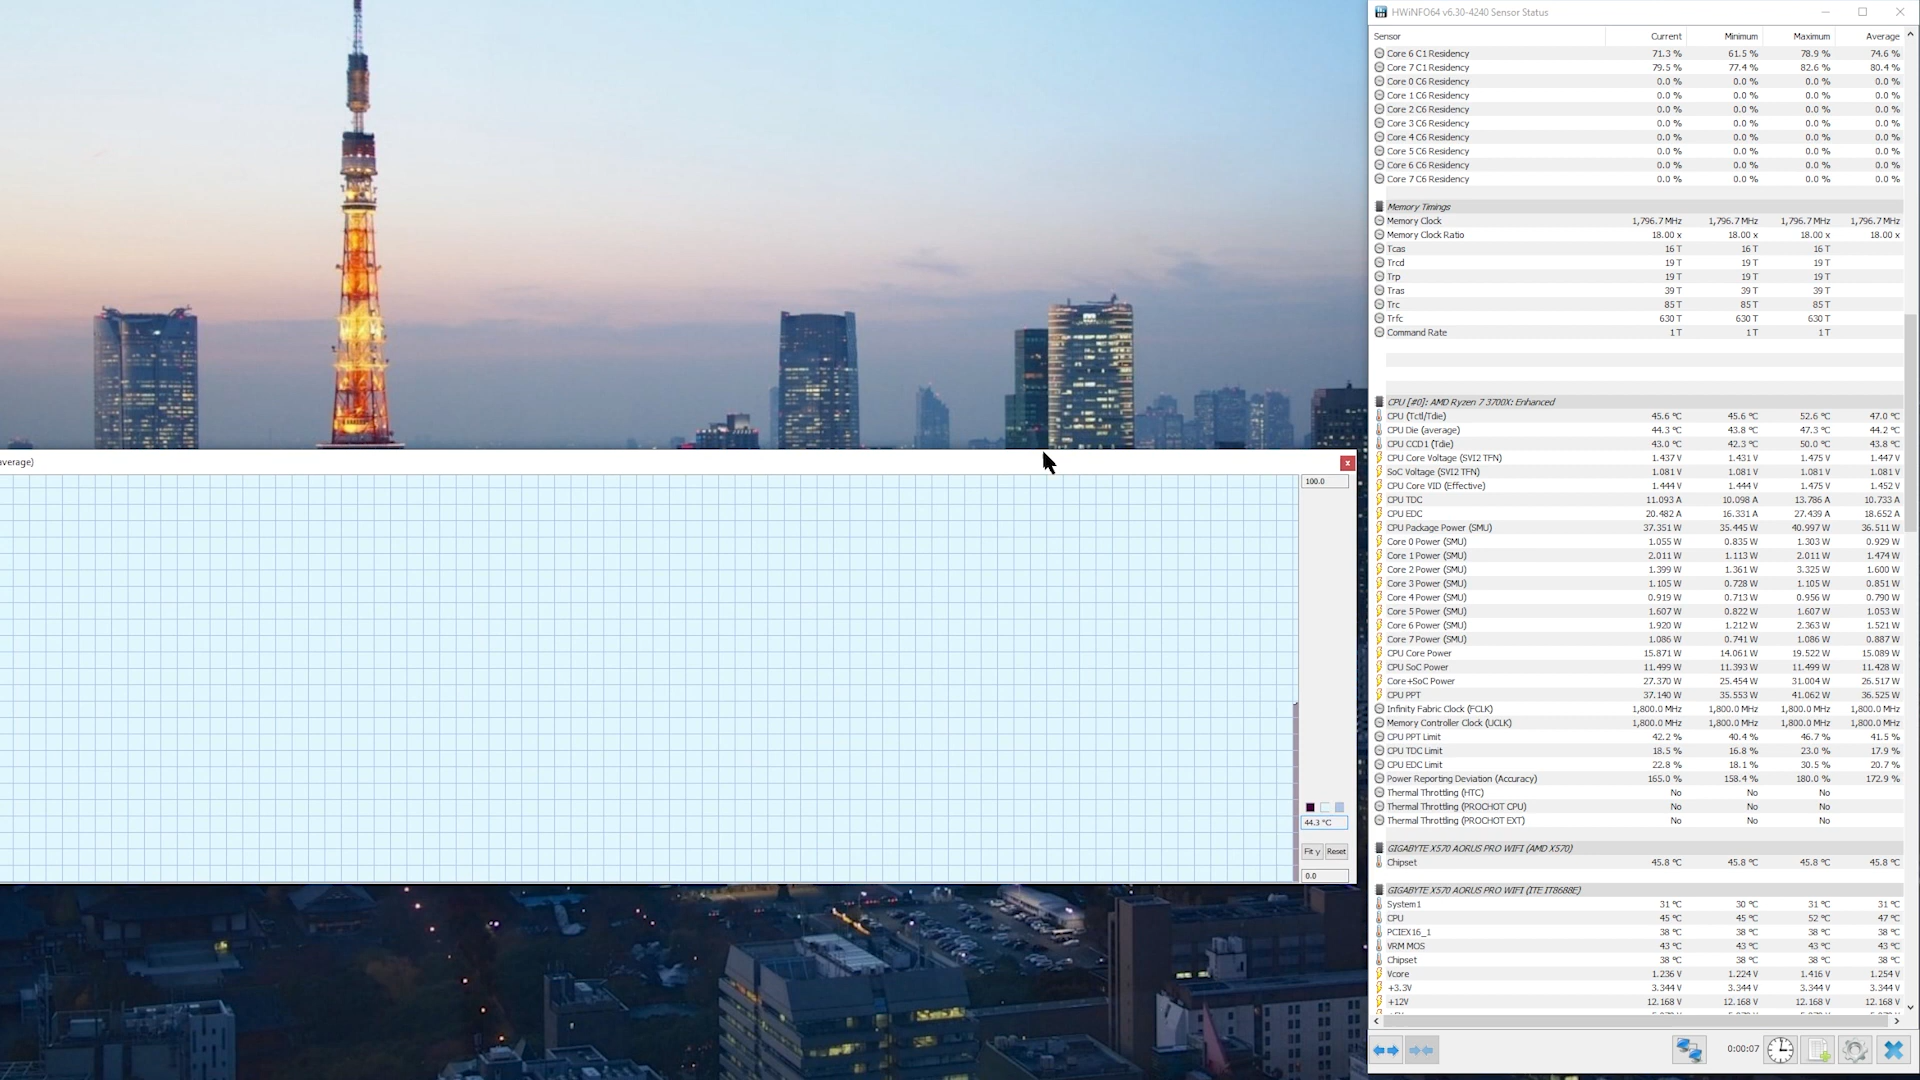 HWiNFO64 v6.30-4240 Sensor Status
Sensor Current Minimum Maximum Average
Core 6 C1 Residency 71.3 % 61.5 % 78.9 % 74.6 %
Core 7 C1 Residency 79.5 % 77.4 % 82.6 % 80.4 %
Core 0 C6 Residency 0.0 % 0.0 % 0.0 % 0.0 %
Core 1 C6 Residency 0.0 % 0.0 % 0.0 % 0.0 %
Core 2 C6 Residency 0.0 % 0.0 % 0.0 % 0.0 %
Core 3 C6 Residency 0.0 % 0.0 % 0.0 % 0.0 %
Core 4 C6 Residency 0.0 % 0.0 % 0.0 % 0.0 %
Core 5 C6 Residency 0.0 % 0.0 % 0.0 % 0.0 %
Core 6 C6 Residency 0.0 % 0.0 % 0.0 % 0.0 %
Core 7 C6 Residency 0.0 % 0.0 % 0.0 % 0.0 %
Memory Timings
Memory Clock 1,796.7 MHz 1,796.7 MHz 1,796.7 MHz 1,796.7 MHz
Memory Clock Ratio 18.00 x 18.00 x 18.00 x 18.00 x
Tcas 16 T 16 T 16 T
Trcd 19 T 19 T 19 T
Trp 19 T 19 T 19 T
Tras 39 T 39 T 39 T
Trc 85 T 85 T 85 T
Trfc 630 T 630 T 630 T
Command Rate 1 T 1 T 1 T
CPU [#0]: AMD Ryzen 7 3700X: Enhanced
CPU (Tctl/Tdie) 45.6 °C 45.6 °C 52.6 °C 47.0 °C
CPU Die (average) 44.3 °C 43.8 °C 47.3 °C 44.2 °C
CPU CCD1 (Tdie) 43.0 °C 42.3 °C 50.0 °C 43.8 °C
CPU Core Voltage (SVI2 TFN) 1.437 V 1.431 V 1.475 V 1.447 V
SoC Voltage (SVI2 TFN) 1.081 V 1.081 V 1.081 V 1.081 V
CPU Core VID (Effective) 1.444 V 1.444 V 1.475 V 1.452 V
CPU TDC 11.093 A 10.098 A 13.786 A 10.733 A
CPU EDC 20.482 A 16.331 A 27.439 A 18.652 A
CPU Package Power (SMU) 37.351 W 35.445 W 40.997 W 36.511 W
Core 0 Power (SMU) 1.055 W 0.835 W 1.303 W 0.929 W
Core 1 Power (SMU) 2.011 W 1.113 W 2.011 W 1.474 W
Core 2 Power (SMU) 1.399 W 1.361 W 3.325 W 1.600 W
Core 3 Power (SMU) 1.105 W 0.728 W 1.105 W 0.851 W
Core 4 Power (SMU) 0.919 W 0.713 W 0.956 W 0.790 W
Core 5 Power (SMU) 1.607 W 0.822 W 1.607 W 1.053 W
Core 6 Power (SMU) 1.920 W 1.212 W 2.363 W 1.521 W
Core 7 Power (SMU) 1.086 W 0.741 W 1.086 W 0.887 W
CPU Core Power 15.871 W 14.061 W 19.522 W 15.089 W
CPU SoC Power 11.499 W 11.393 W 11.499 W 11.428 W
Core+SoC Power 27.370 W 25.454 W 31.004 W 26.517 W
CPU PPT 37.140 W 35.553 W 41.062 W 36.525 W
Infinity Fabric Clock (FCLK) 1,800.0 MHz 1,800.0 MHz 1,800.0 MHz 1,800.0 MHz
Memory Controller Clock (UCLK) 1,800.0 MHz 1,800.0 MHz 1,800.0 MHz 1,800.0 MHz
CPU PPT Limit 42.2 % 40.4 % 46.7 % 41.5 %
CPU TDC Limit 18.5 % 16.8 % 23.0 % 17.9 %
CPU EDC Limit 22.8 % 18.1 % 30.5 % 20.7 %
Power Reporting Deviation (Accuracy) 165.0 % 158.4 % 180.0 % 172.9 %
Thermal Throttling (HTC) No No No
Thermal Throttling (PROCHOT CPU) No No No
Thermal Throttling (PROCHOT EXT) No No No
GIGABYTE X570 AORUS PRO WIFI (AMD X570)
Chipset 45.8 °C 45.8 °C 45.8 °C 45.8 °C
GIGABYTE X570 AORUS PRO WIFI (ITE IT8688E)
System1 31 °C 30 °C 31 °C 31 °C
CPU 45 °C 45 °C 52 °C 47 °C
PCIEX16_1 38 °C 38 °C 38 °C 38 °C
VRM MOS 43 °C 43 °C 43 °C 43 °C
Chipset 38 °C 38 °C 38 °C 38 °C
Vcore 1.236 V 1.224 V 1.416 V 1.254 V
+3.3V 3.344 V 3.344 V 3.344 V 3.344 V
+12V 12.168 V 12.168 V 12.168 V 12.168 V
0:00:07
average)
100.0
44.3 °C
Fit y Reset
0.0